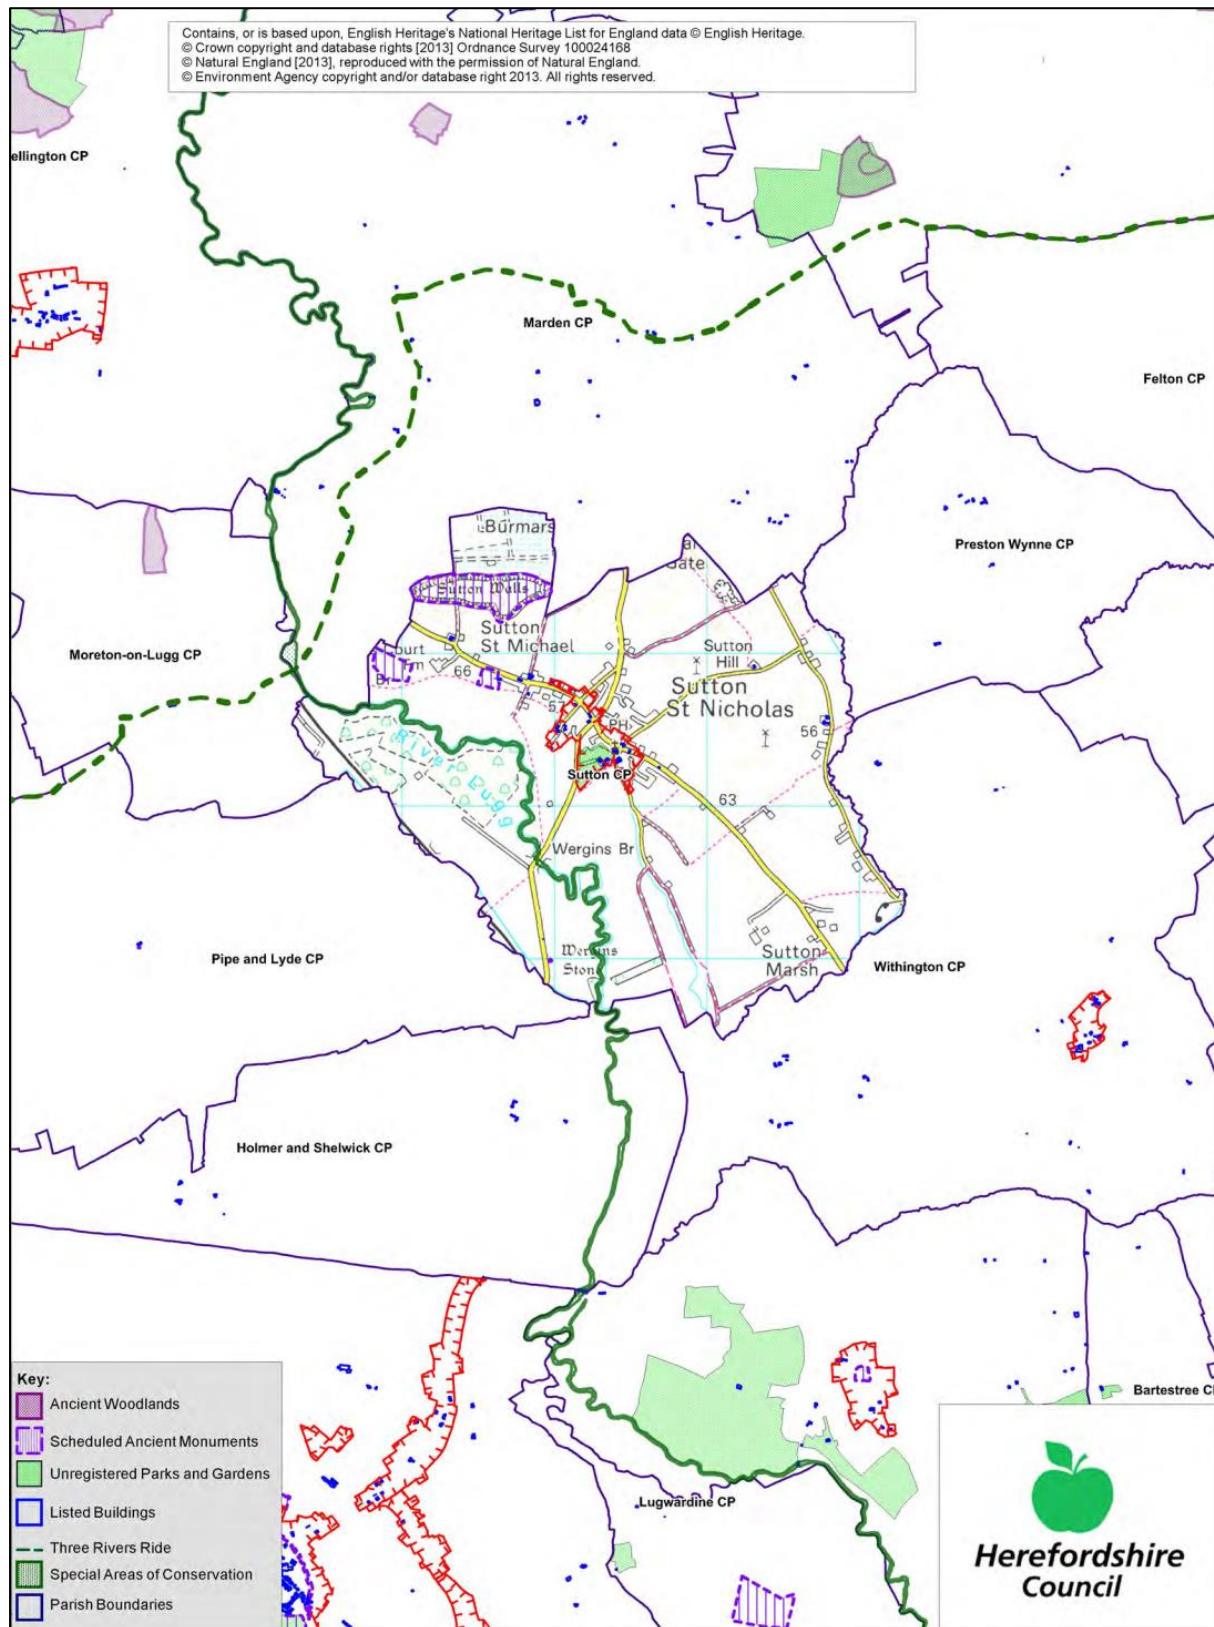 Contains, or is based upon, English Heritage's National Heritage List for England data © English Heritage.
© Crown copyright and database rights [2013] Ordnance Survey 100024168
© Natural England [2013], reproduced with the permission of Natural England.
© Environment Agency copyright and/or database right 2013. All rights reserved.
ellington CP
Marden CP
Felton CP
Burmars
Preston Wynne CP
Gate
Sutton Walls
Sutton
St Michael
Moreton-on-Lugg CP
ourt
m
66
Br
Sutton
Hill
Sutton
St Nicholas
57
PH
56
River Lugg
Sutton CP
63
Wergins Br
Pipe and Lyde CP
Wergins
Stone
Sutton
Marsh
Withington CP
Holmer and Shelwick CP
Bartestree C
Lugwardine CP
Key:
Ancient Woodlands
Scheduled Ancient Monuments
Unregistered Parks and Gardens
Listed Buildings
Three Rivers Ride
Special Areas of Conservation
Parish Boundaries
Herefordshire
Council